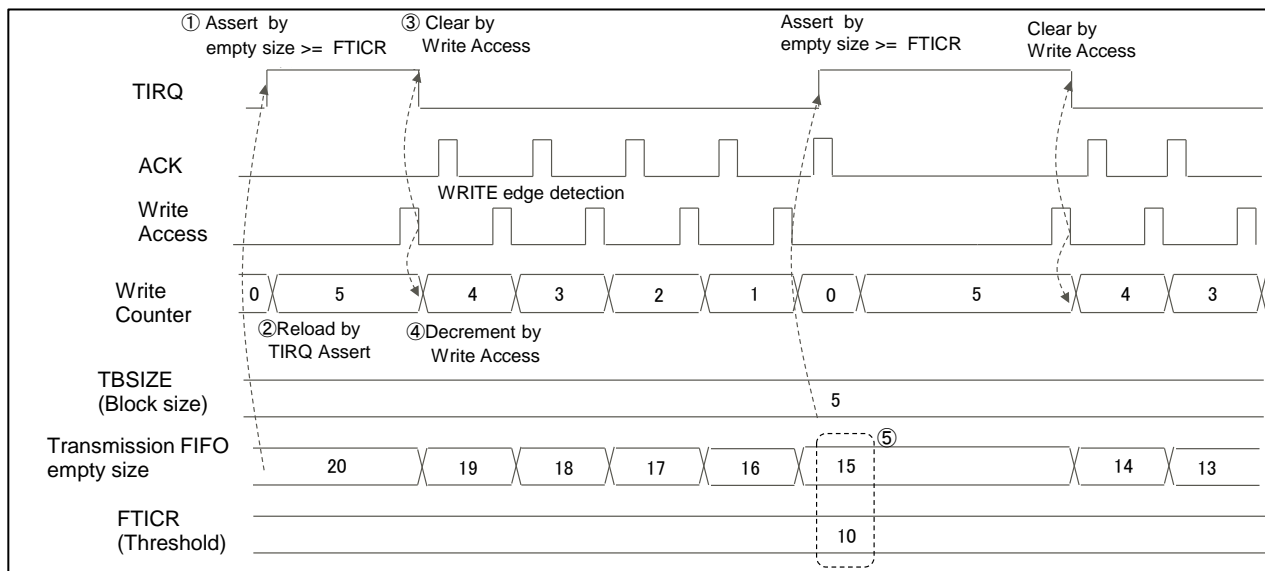 ① Assert by
empty size >= FTICR
③ Clear by
Write Access
Assert by
empty size >= FTICR
Clear by
Write Access
TIRQ
ACK
WRITE edge detection
Write
Access
Write
Counter
0 5 4 3 2 1 0 5 4 3
②Reload by
TIRQ Assert
④Decrement by
Write Access
TBSIZE
(Block size)
5
Transmission FIFO
empty size
20 19 18 17 16 15 14 13
⑤
FTICR
(Threshold)
10